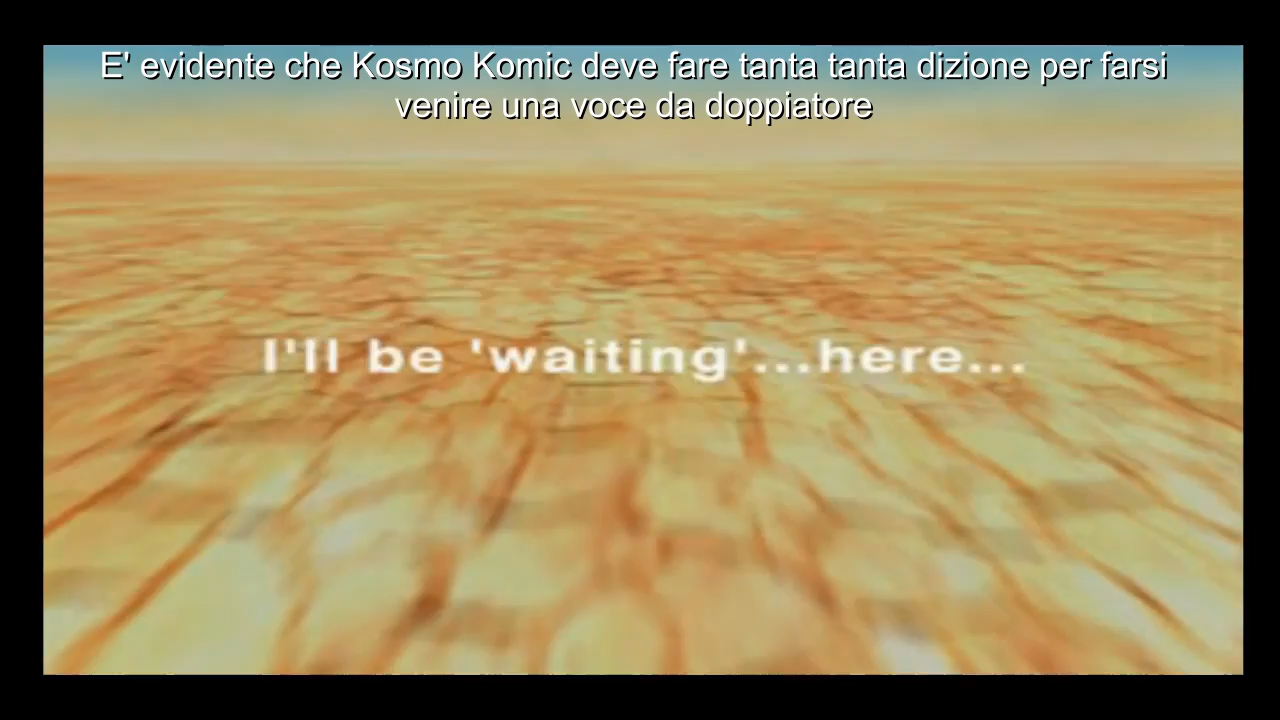 E' evidente che Kosmo Komic deve fare tanta tanta dizione per farsi
venire una voce da doppiatore
I'll be 'waiting'...here...